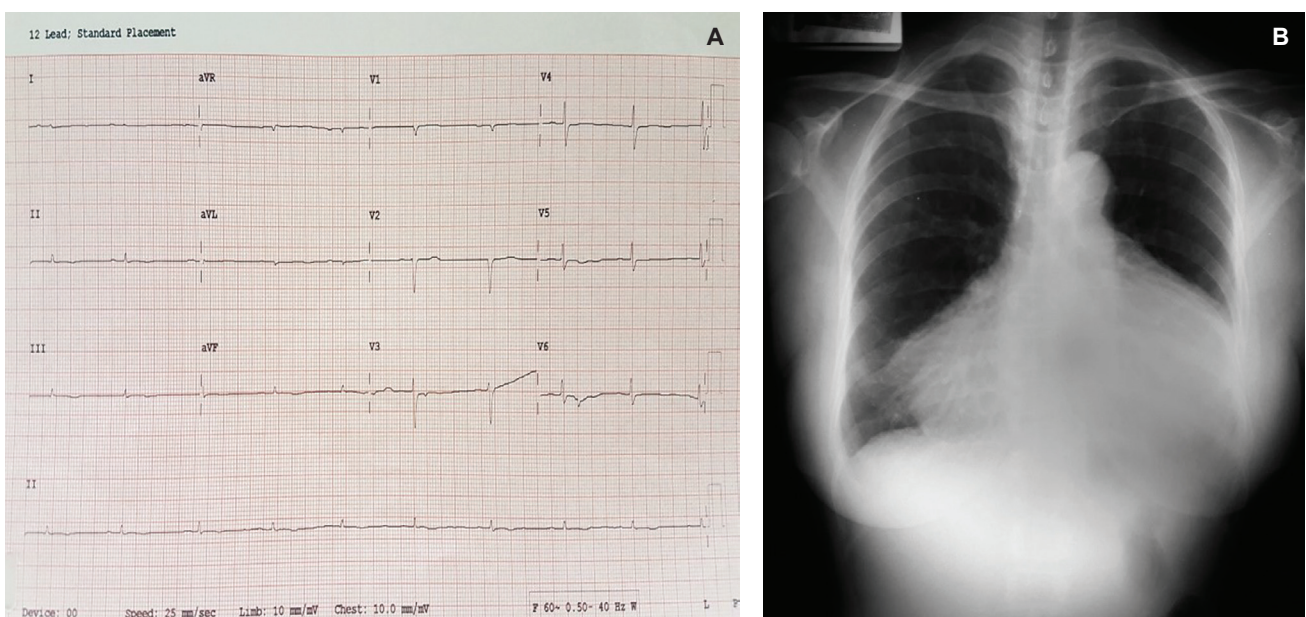 12 Lead; Standard Placement
A
B
I aVR V1 V4
II aVL V2 V5
III aVF V3 V6
II
Device: 00 Speed: 25 mm/sec Limb: 10 mm/mV Chest: 10.0 mm/mV F 60~ 0.50- 40 Hz W L F